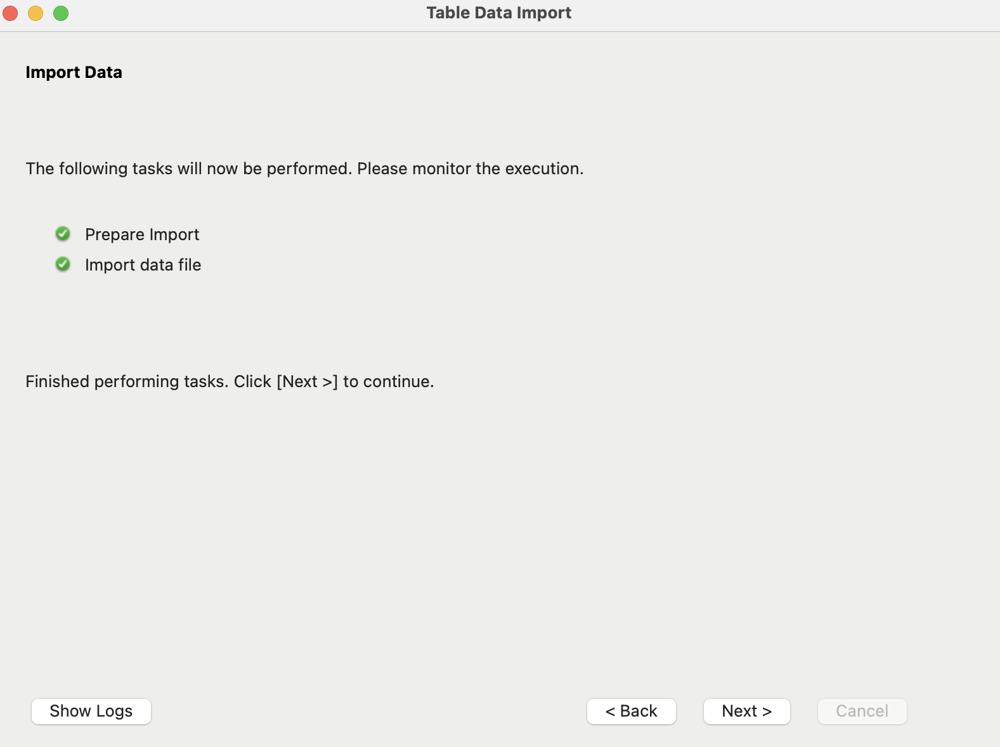 Table Data Import
Import Data
The following tasks will now be performed. Please monitor the execution.
Prepare Import
Import data file
Finished performing tasks. Click [Next >] to continue.
Show Logs
< Back
Next >
Cancel